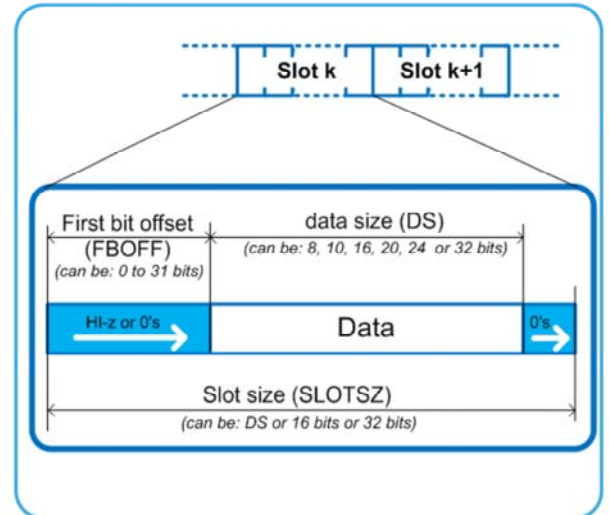 Slot k Slot k+1
First bit offset
(FBOFF)
(can be: 0 to 31 bits)
data size (DS)
(can be: 8, 10, 16, 20, 24 or 32 bits)
HI-z or 0's
Data
0's
Slot size (SLOTSZ)
(can be: DS or 16 bits or 32 bits)